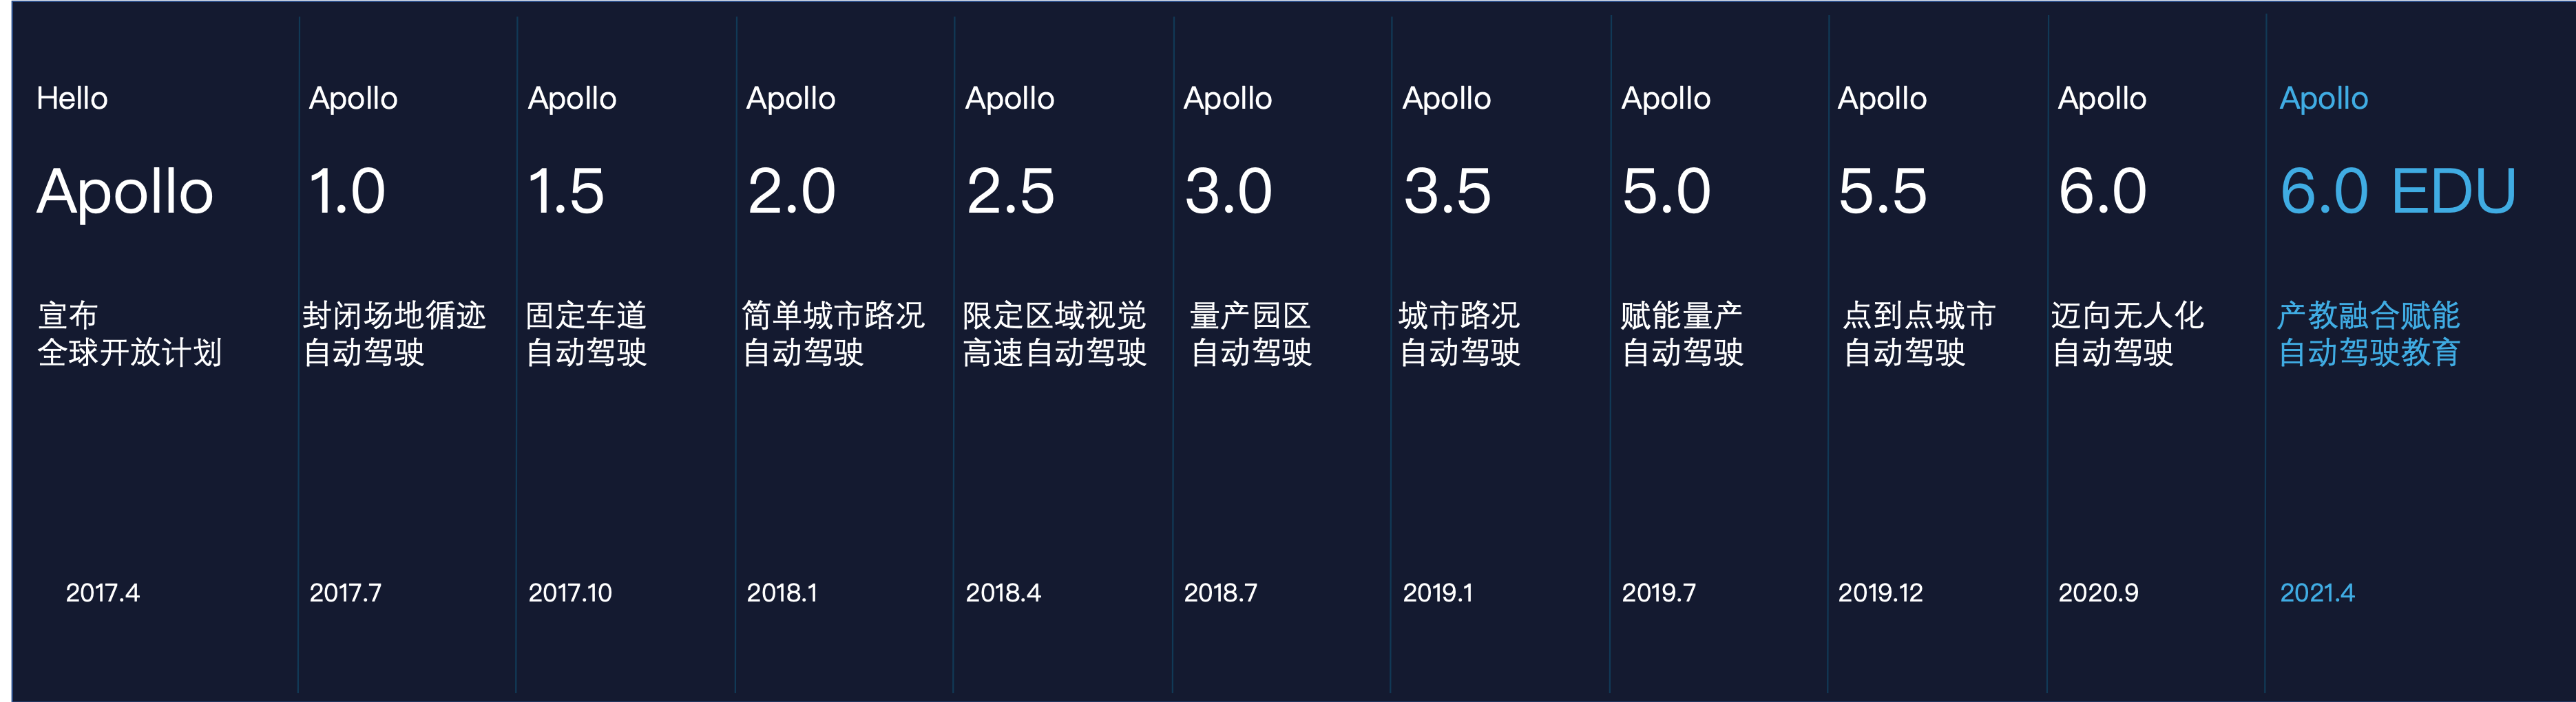 Hello
Apollo
宣布
全球开放计划
2017.4
Apollo
1.0
封闭场地循迹
自动驾驶
2017.7
Apollo
1.5
固定车道
自动驾驶
2017.10
Apollo
2.0
简单城市路况
自动驾驶
2018.1
Apollo
2.5
限定区域视觉
高速自动驾驶
2018.4
Apollo
3.0
量产园区
自动驾驶
2018.7
Apollo
3.5
城市路况
自动驾驶
2019.1
Apollo
5.0
赋能量产
自动驾驶
2019.7
Apollo
5.5
点到点城市
自动驾驶
2019.12
Apollo
6.0
迈向无人化
自动驾驶
2020.9
Apollo
6.0 EDU
产教融合赋能
自动驾驶教育
2021.4